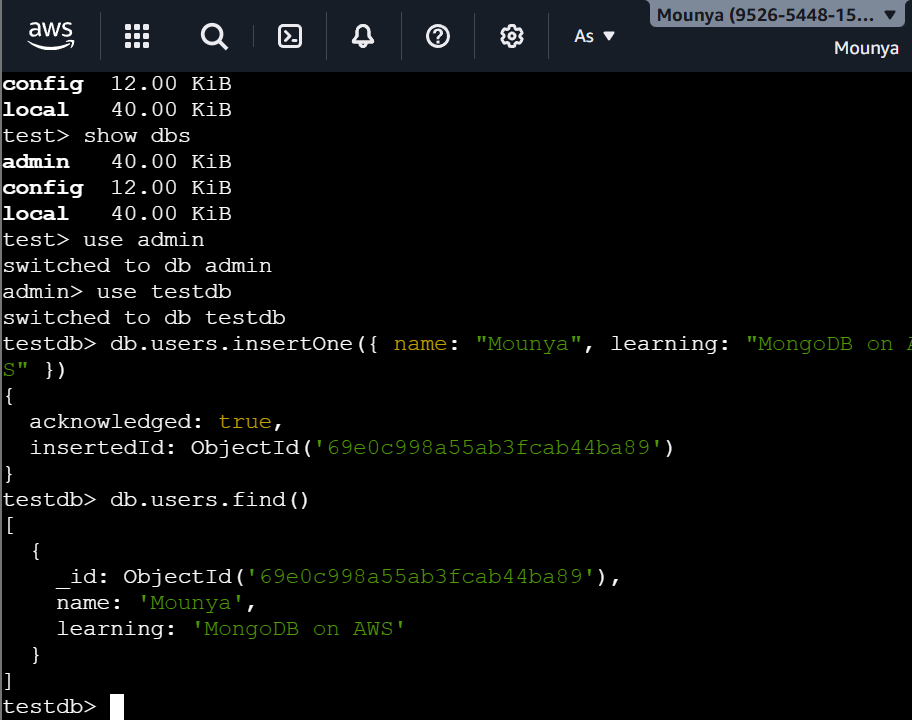 aws
As
Mounya (9526-5448-15...
Mounya
config  12.00 KiB
local   40.00 KiB
test> show dbs
admin   40.00 KiB
config  12.00 KiB
local   40.00 KiB
test> use admin
switched to db admin
admin> use testdb
switched to db testdb
testdb> db.users.insertOne({ name: "Mounya", learning: "MongoDB on A
S" })
{
  acknowledged: true,
  insertedId: ObjectId('69e0c998a55ab3fcab44ba89')
}
testdb> db.users.find()
[
  {
    _id: ObjectId('69e0c998a55ab3fcab44ba89'),
    name: 'Mounya',
    learning: 'MongoDB on AWS'
  }
]
testdb>